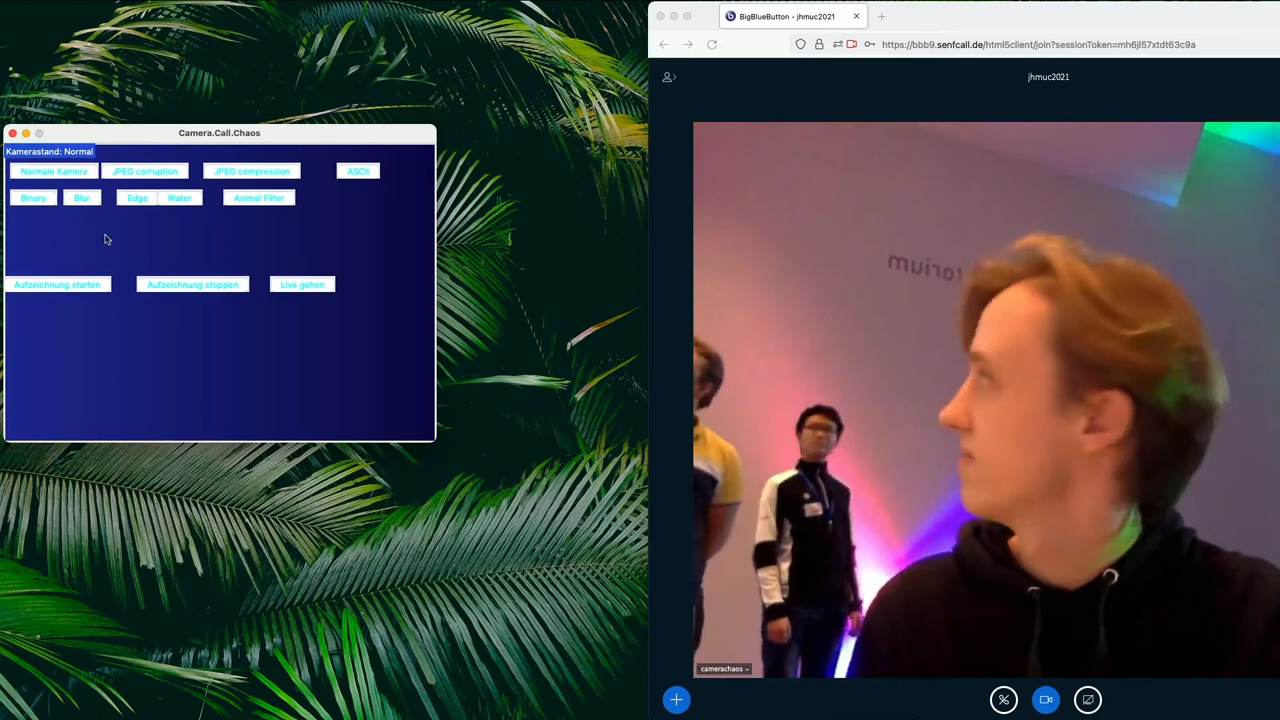 Camera.Call.Chaos
Kamerastand: Normal
Normale Kamera JPEG corruption JPEG compression ASCII
Binary Blur Edge Water Animal Filter
Aufzeichnung starten Aufzeichnung stoppen Live gehen
BigBlueButton - jhmuc2021
https://bbb9.senfcall.de/html5client/join?sessionToken=mh6jl57xtdt63c9a
jhmuc2021
torium
camerachaos